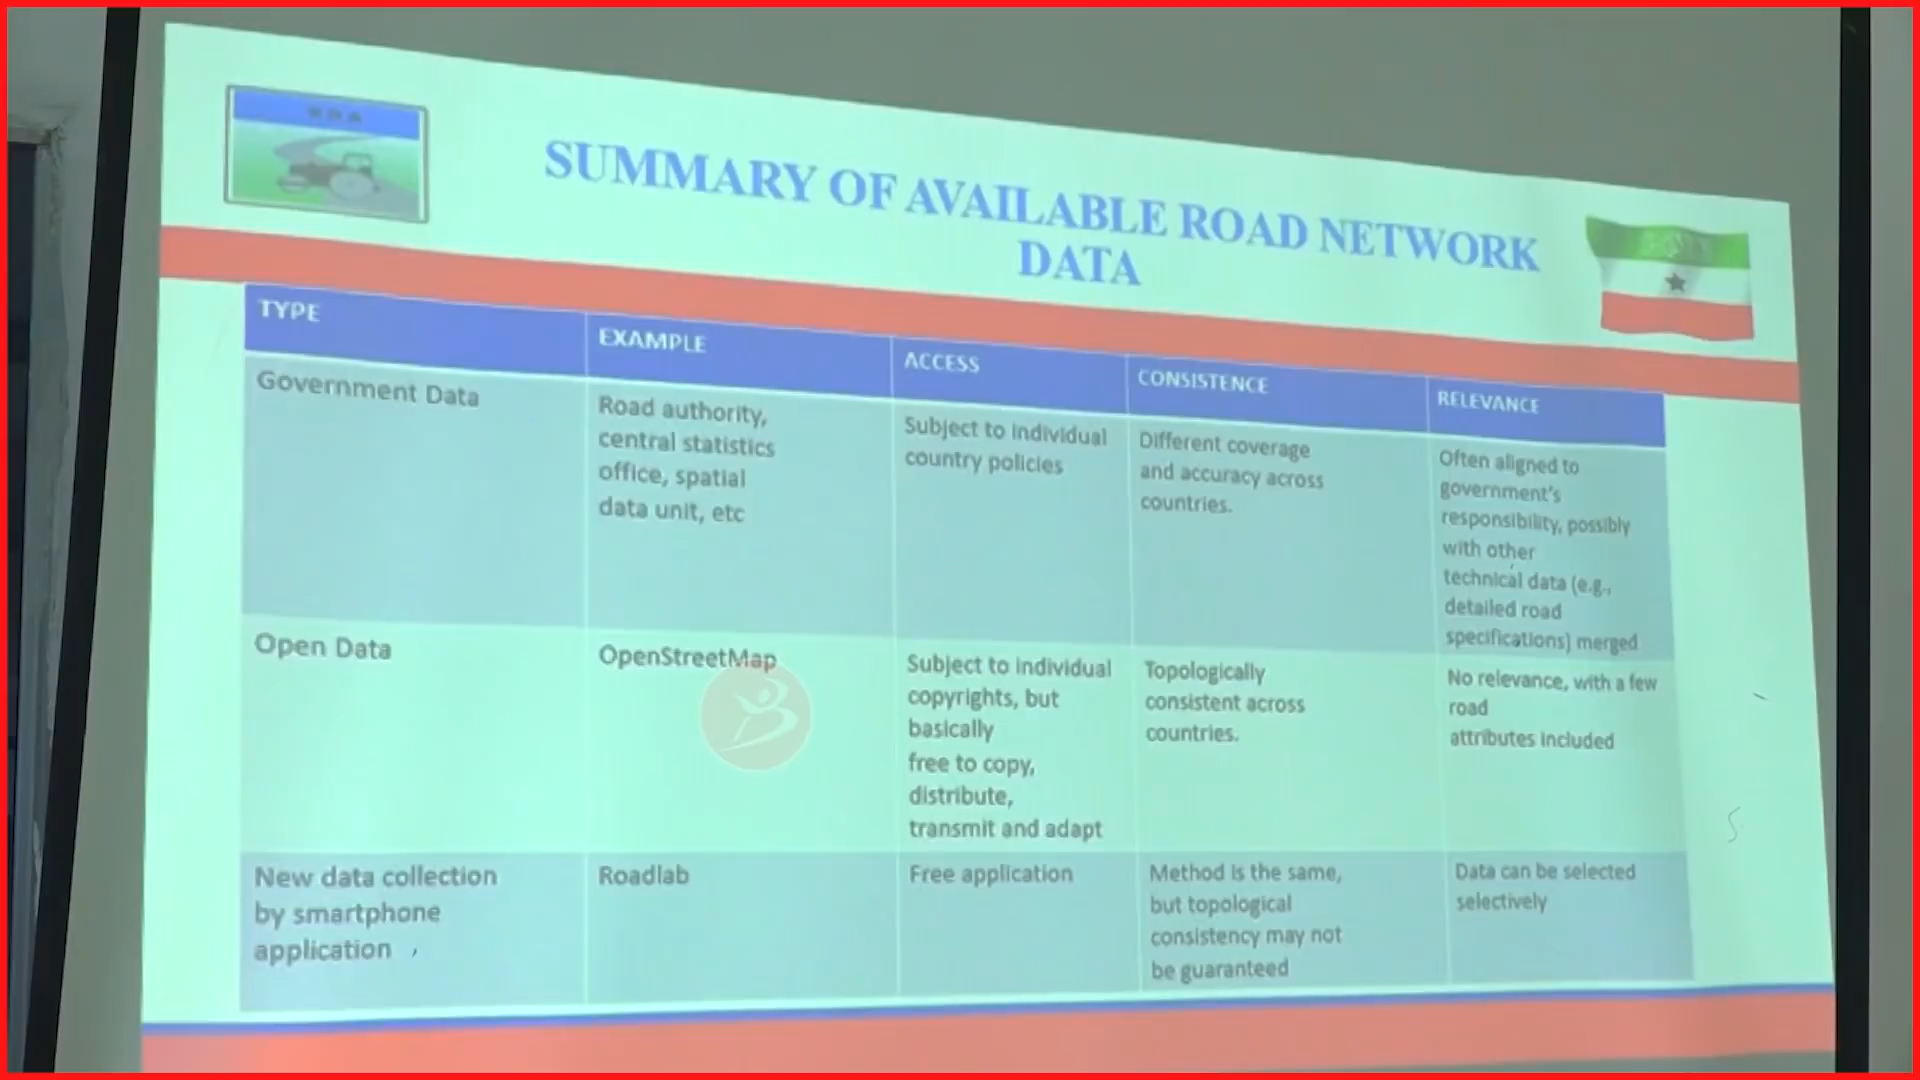 SUMMARY OF AVAILABLE ROAD NETWORK
DATA
TYPE
EXAMPLE
ACCESS
CONSISTENCE
RELEVANCE
Government Data
Road authority,
central statistics
office, spatial
data unit, etc
Subject to individual
country policies
Different coverage
and accuracy across
countries.
Often aligned to
government's
responsibility, possibly
with other
technical data (e.g.,
detailed road
specifications) merged
Open Data
OpenStreetMap
Subject to individual
copyrights, but
basically
free to copy,
distribute,
transmit and adapt
Topologically
consistent across
countries.
No relevance, with a few
road
attributes included
New data collection
by smartphone
application
Roadlab
Free application
Method is the same,
but topological
consistency may not
be guaranteed
Data can be selected
selectively